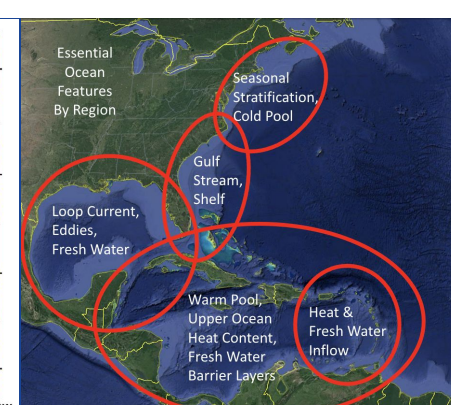 Essential
Ocean
Features
By Region
Seasonal
Stratification,
Cold Pool
Gulf
Stream,
Shelf
Loop Current,
Eddies,
Fresh Water
Warm Pool,
Upper Ocean
Heat Content,
Fresh Water
Barrier Layers
Heat &
Fresh Water
Inflow